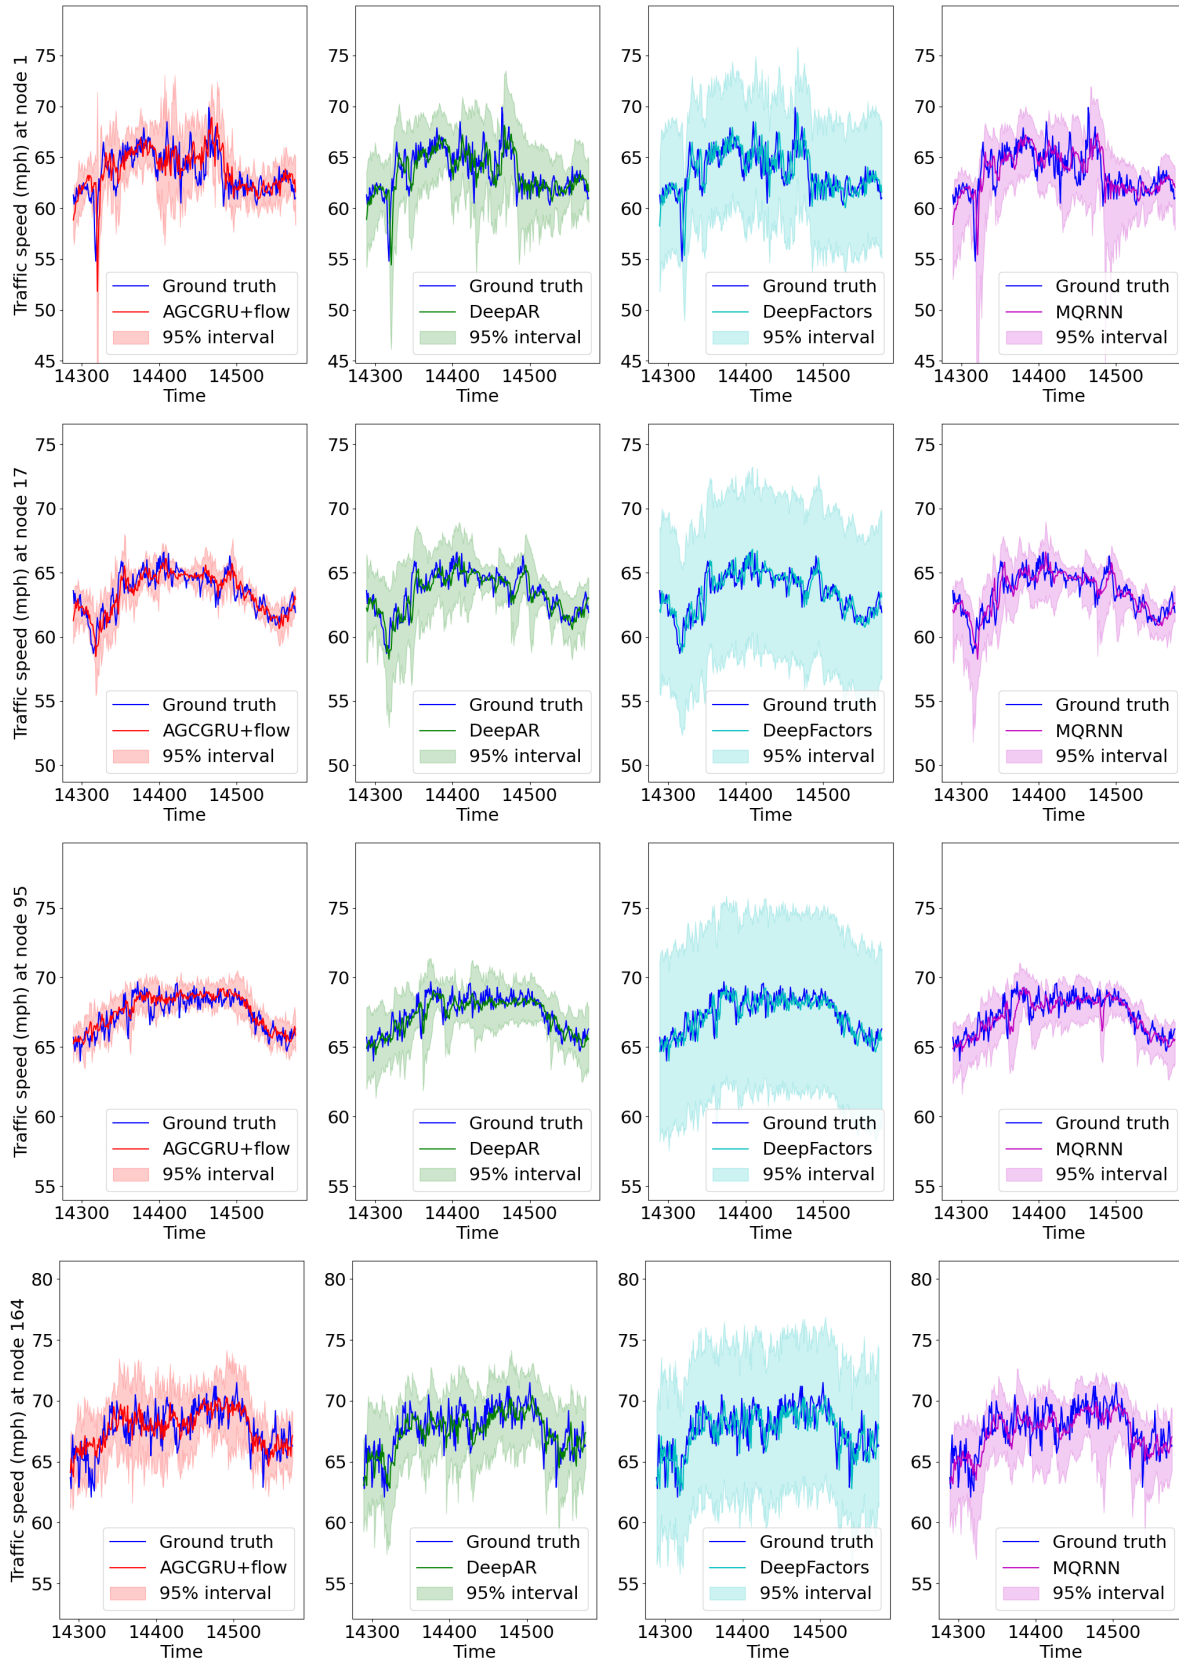 Traffic speed (mph) at node 1
75
70
65
60
55
50
45
Ground truth
AGCGRU+flow
95% interval
14300 14400 14500
Time
75
70
65
60
55
50
45
Ground truth
DeepAR
95% interval
14300 14400 14500
Time
75
70
65
60
55
50
45
Ground truth
DeepFactors
95% interval
14300 14400 14500
Time
75
70
65
60
55
50
45
Ground truth
MQRNN
95% interval
14300 14400 14500
Time
Traffic speed (mph) at node 17
75
70
65
60
55
50
Ground truth
AGCGRU+flow
95% interval
14300 14400 14500
Time
75
70
65
60
55
50
Ground truth
DeepAR
95% interval
14300 14400 14500
Time
75
70
65
60
55
50
Ground truth
DeepFactors
95% interval
14300 14400 14500
Time
75
70
65
60
55
50
Ground truth
MQRNN
95% interval
14300 14400 14500
Time
Traffic speed (mph) at node 95
75
70
65
60
55
Ground truth
AGCGRU+flow
95% interval
14300 14400 14500
Time
75
70
65
60
55
Ground truth
DeepAR
95% interval
14300 14400 14500
Time
75
70
65
60
55
Ground truth
DeepFactors
95% interval
14300 14400 14500
Time
75
70
65
60
55
Ground truth
MQRNN
95% interval
14300 14400 14500
Time
Traffic speed (mph) at node 164
80
75
70
65
60
55
Ground truth
AGCGRU+flow
95% interval
14300 14400 14500
Time
80
75
70
65
60
55
Ground truth
DeepAR
95% interval
14300 14400 14500
Time
80
75
70
65
60
55
Ground truth
DeepFactors
95% interval
14300 14400 14500
Time
80
75
70
65
60
55
Ground truth
MQRNN
95% interval
14300 14400 14500
Time